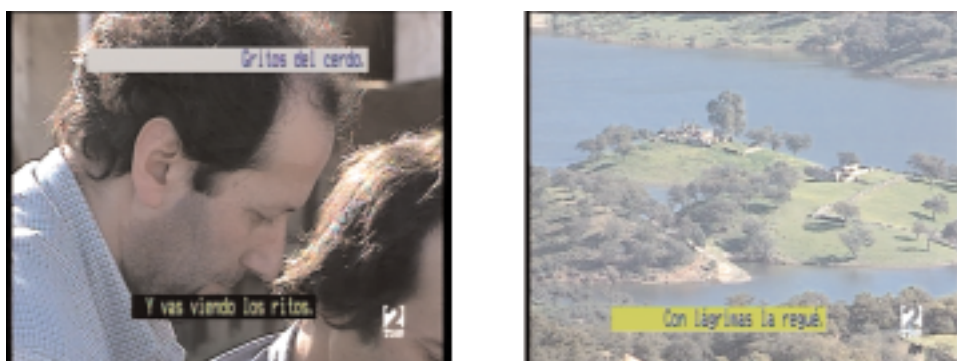 Gritos del cerdo.
Y vas viendo los ritos.
2
Con lágrimas la regué.
2